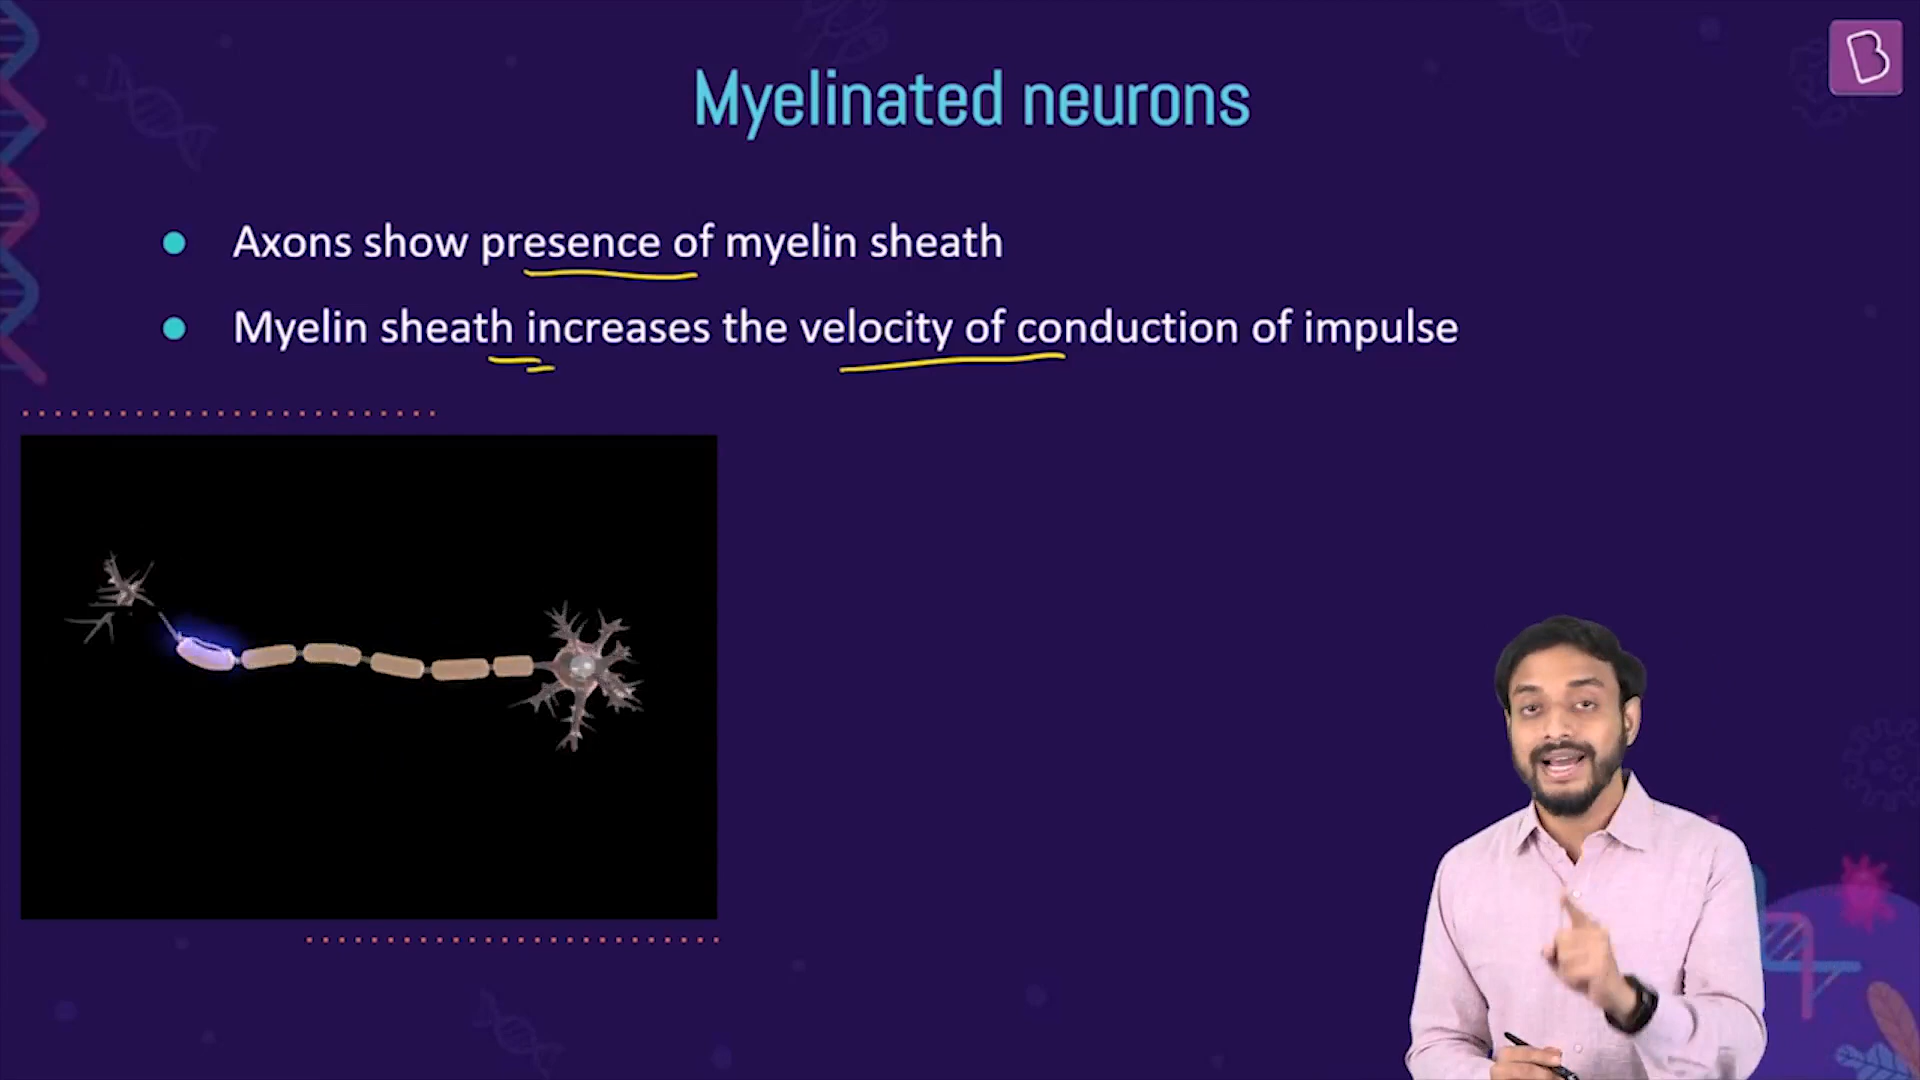 Myelinated neurons
Axons show presence of myelin sheath
Myelin sheath increases the velocity of conduction of impulse
B